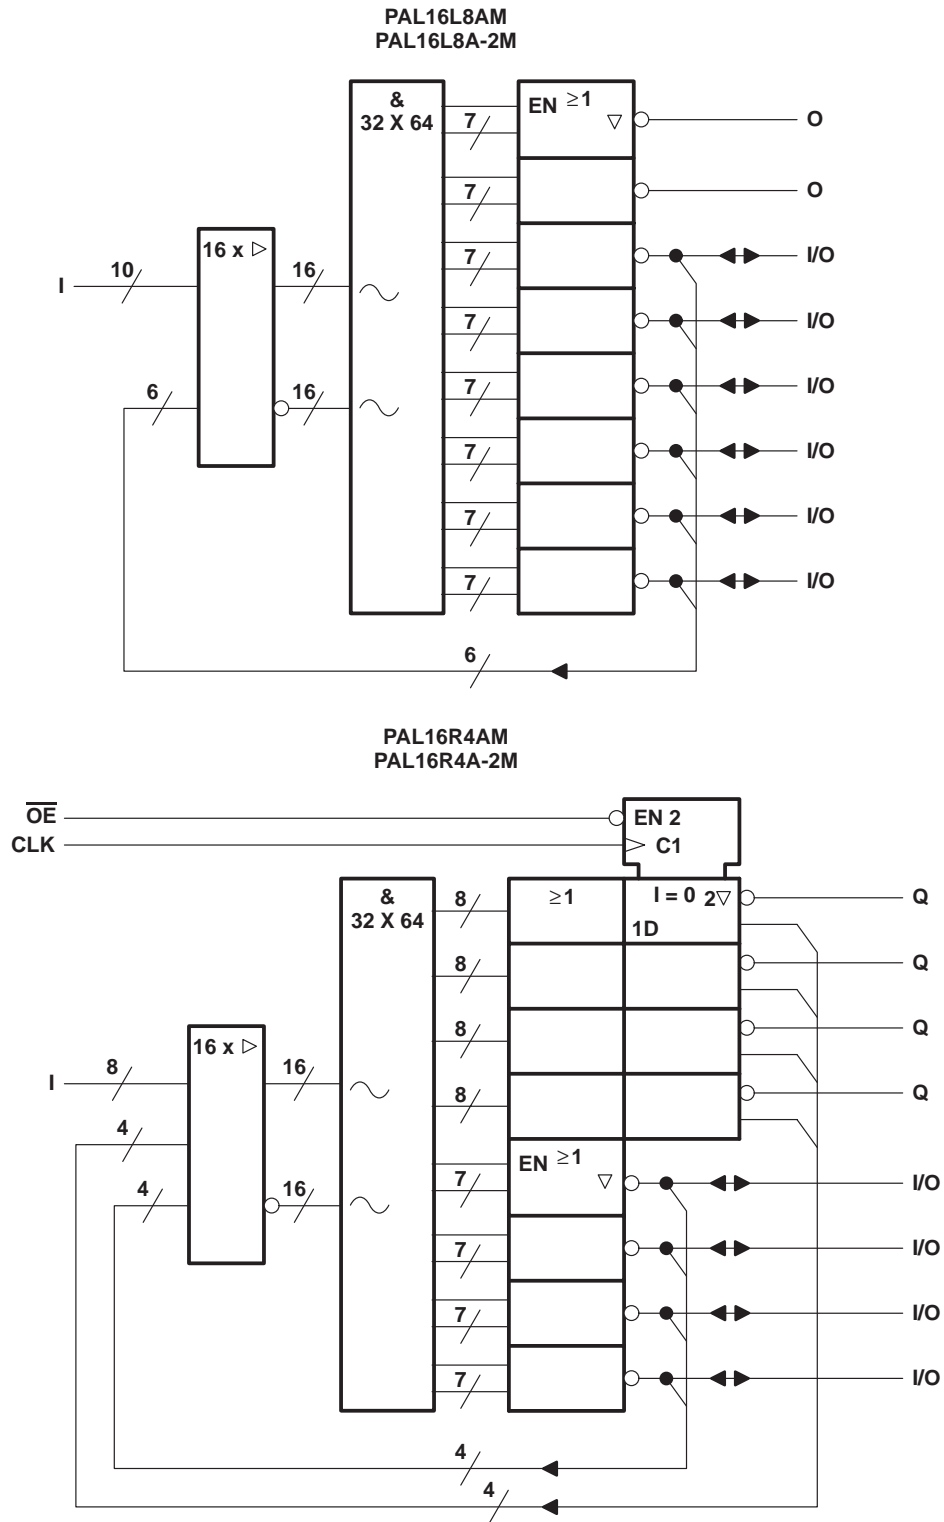 PAL16L8AM
PAL16L8A-2M
&
32 X 64
EN ≥1 ▽
7
O
7
O
16 x ▷
7
I/O
I
10
16
7
I/O
6
16
7
I/O
7
I/O
7
I/O
7
I/O
6
PAL16R4AM
PAL16R4A-2M
OE
EN 2
CLK
C1
&
32 X 64
8
≥1
I = 0 2▽
1D
Q
8
Q
16 x ▷
8
Q
I
8
16
8
Q
4
EN ≥1 ▽
4
16
7
I/O
7
I/O
7
I/O
7
I/O
4
4